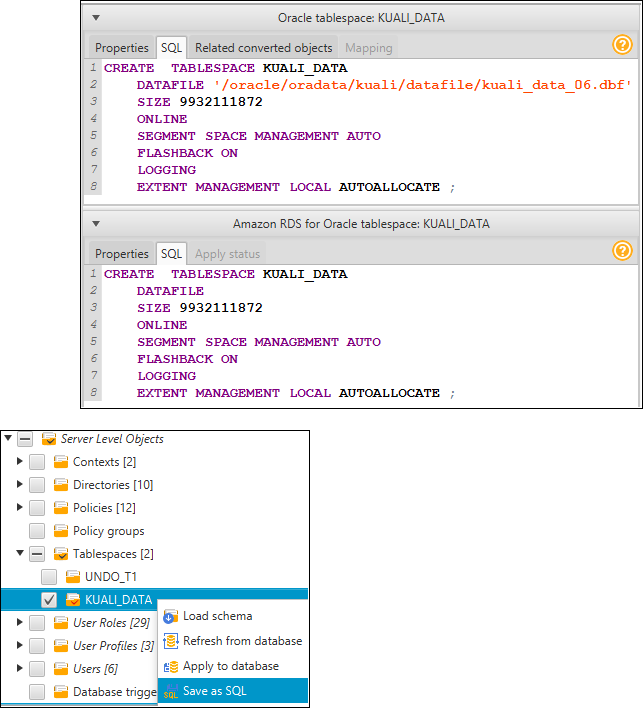 Oracle tablespace: KUALI_DATA
Properties SQL Related converted objects Mapping
1 CREATE  TABLESPACE KUALI_DATA
2 DATAFILE '/oracle/oradata/kuali/datafile/kuali_data_06.dbf'
3 SIZE 9932111872
4 ONLINE
5 SEGMENT SPACE MANAGEMENT AUTO
6 FLASHBACK ON
7 LOGGING
8 EXTENT MANAGEMENT LOCAL AUTOALLOCATE ;
Amazon RDS for Oracle tablespace: KUALI_DATA
Properties SQL Apply status
1 CREATE  TABLESPACE KUALI_DATA
2 DATAFILE
3 SIZE 9932111872
4 ONLINE
5 SEGMENT SPACE MANAGEMENT AUTO
6 FLASHBACK ON
7 LOGGING
8 EXTENT MANAGEMENT LOCAL AUTOALLOCATE ;
Server Level Objects
Contexts [2]
Directories [10]
Policies [12]
Policy groups
Tablespaces [2]
UNDO_T1
KUALI_DATA
User Roles [29]
User Profiles [3]
Users [6]
Database trigge
Load schema
Refresh from database
Apply to database
Save as SQL